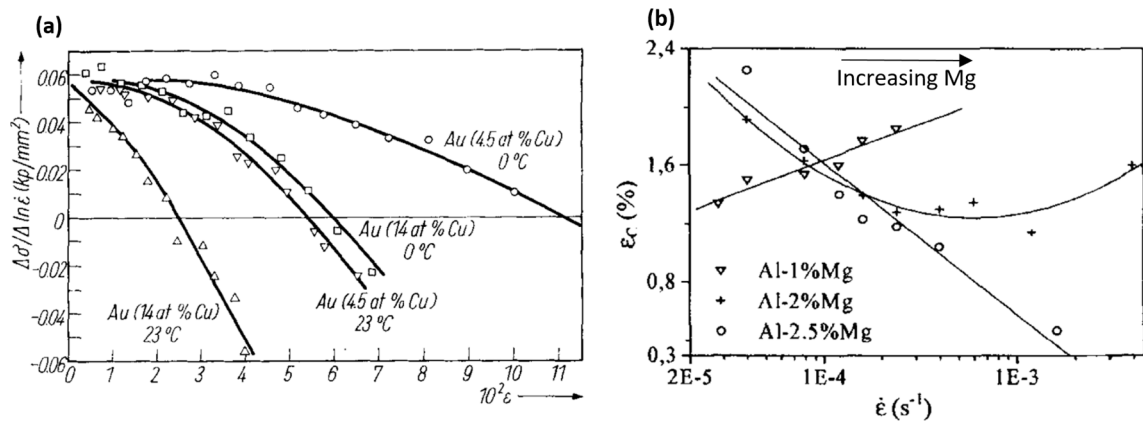 (a)
Δσ/Δ ln ε̇ (kp/mm²)
0.06
0.04
0.02
0
-0.02
-0.04
-0.06
Au (4.5 at % Cu)
0 °C
Au (14 at % Cu)
0 °C
Au (4.5 at % Cu)
23 °C
Au (14 at % Cu)
23 °C
0 1 2 3 4 5 6 7 8 9 10 11
10²ε
(b)
2,4
1.6
0,8
0.3
εc (%)
Increasing Mg
Al-1%Mg
Al-2%Mg
Al-2.5%Mg
2E-5 1E-4 1E-3
ε̇ (s⁻¹)